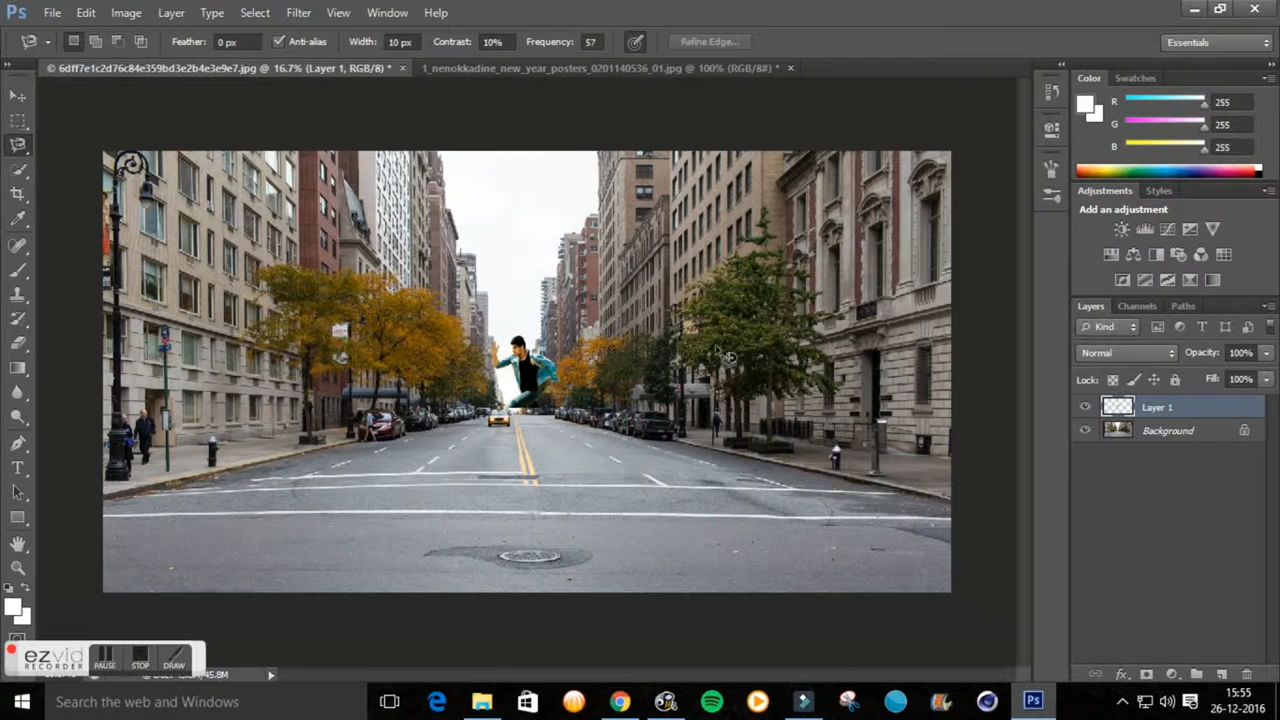 Ps File Edit Image Layer Type Select Filter View Window Help
Feather: 0 px Anti-alias Width: 10 px Contrast: 10% Frequency: 57 Refine Edge... Essentials
© 6dff7e1c2d76c84e359bd3e2b4e3e9e7.jpg @ 16.7% (Layer 1, RGB/8) * × 1_nenokkadine_new_year_posters_0201140536_01.jpg @ 100% (RGB/8#) * ×
Color Swatches
R 255
G 255
B 255
Adjustments Styles
Add an adjustment
Layers Channels Paths
Kind
Normal Opacity: 100%
Lock: Fill: 100%
Layer 1
Background
ezvid
RECORDER
PAUSE STOP DRAW
/45.8M
Search the web and Windows
Ps
15:55
26-12-2016